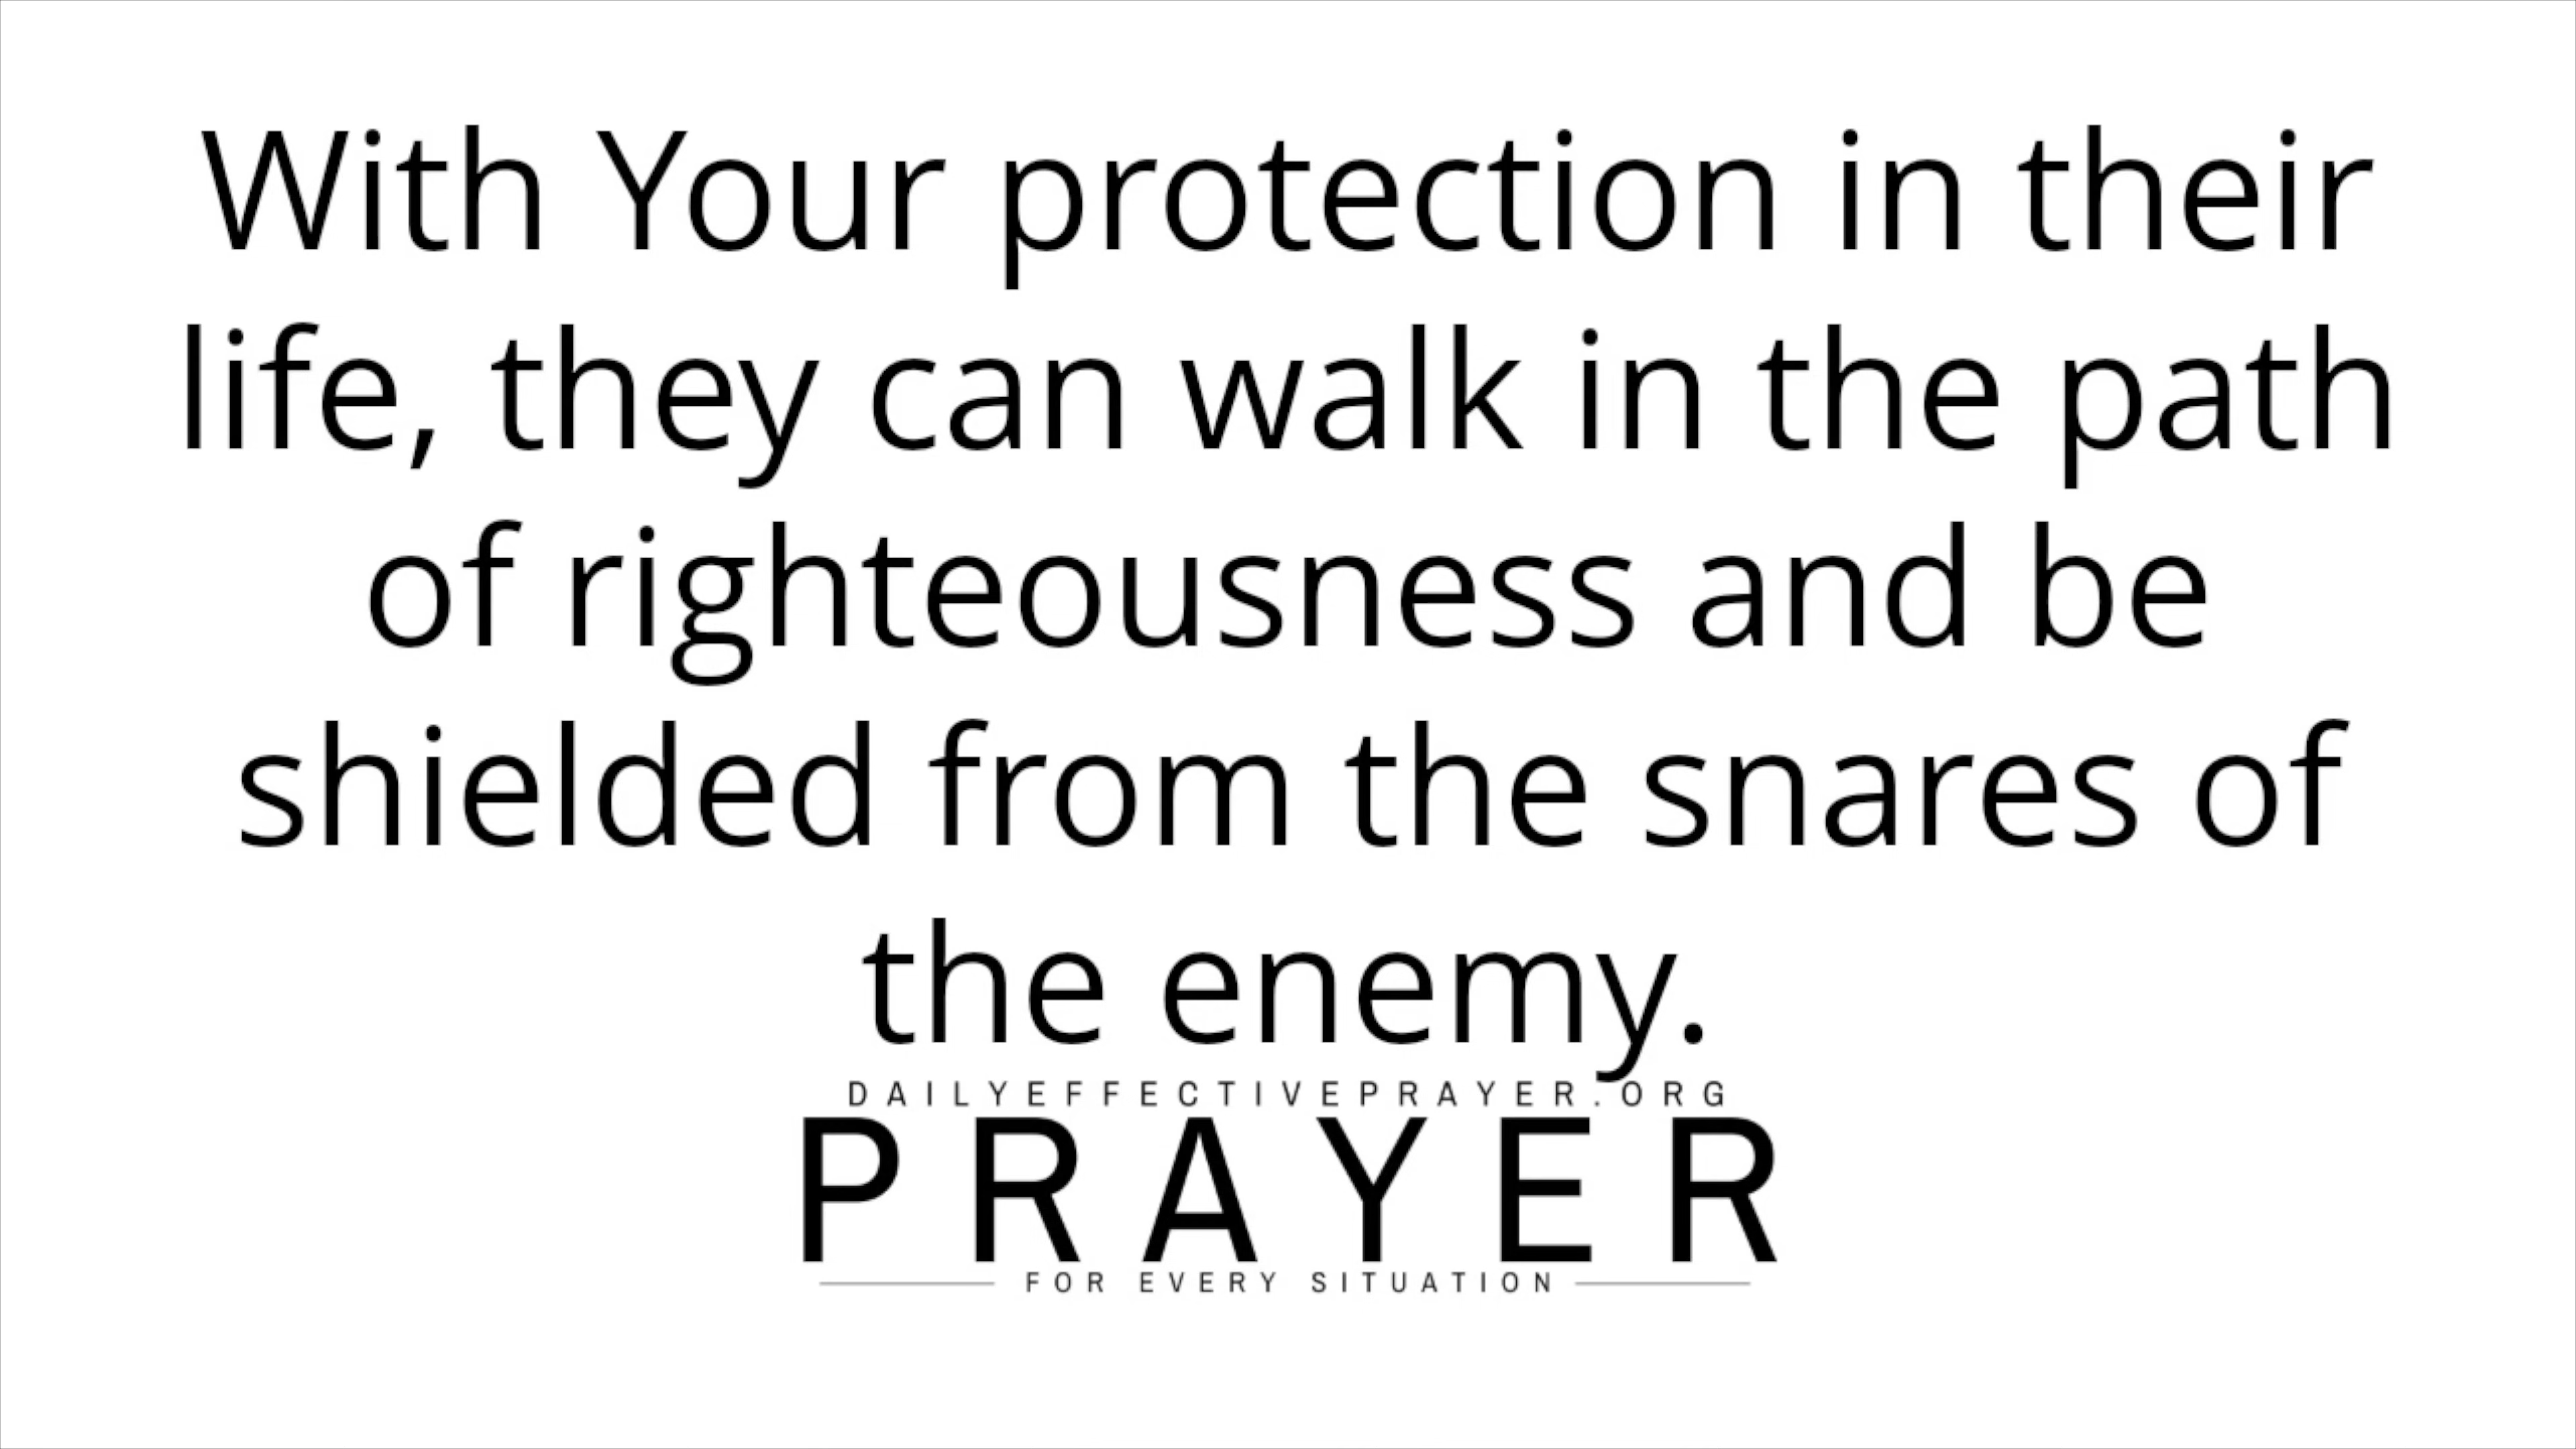 With Your protection in their
life, they can walk in the path
of righteousness and be
shielded from the snares of
the enemy.
DAILYEFFECTIVEPRAYER.ORG
PRAYER
FOR EVERY SITUATION